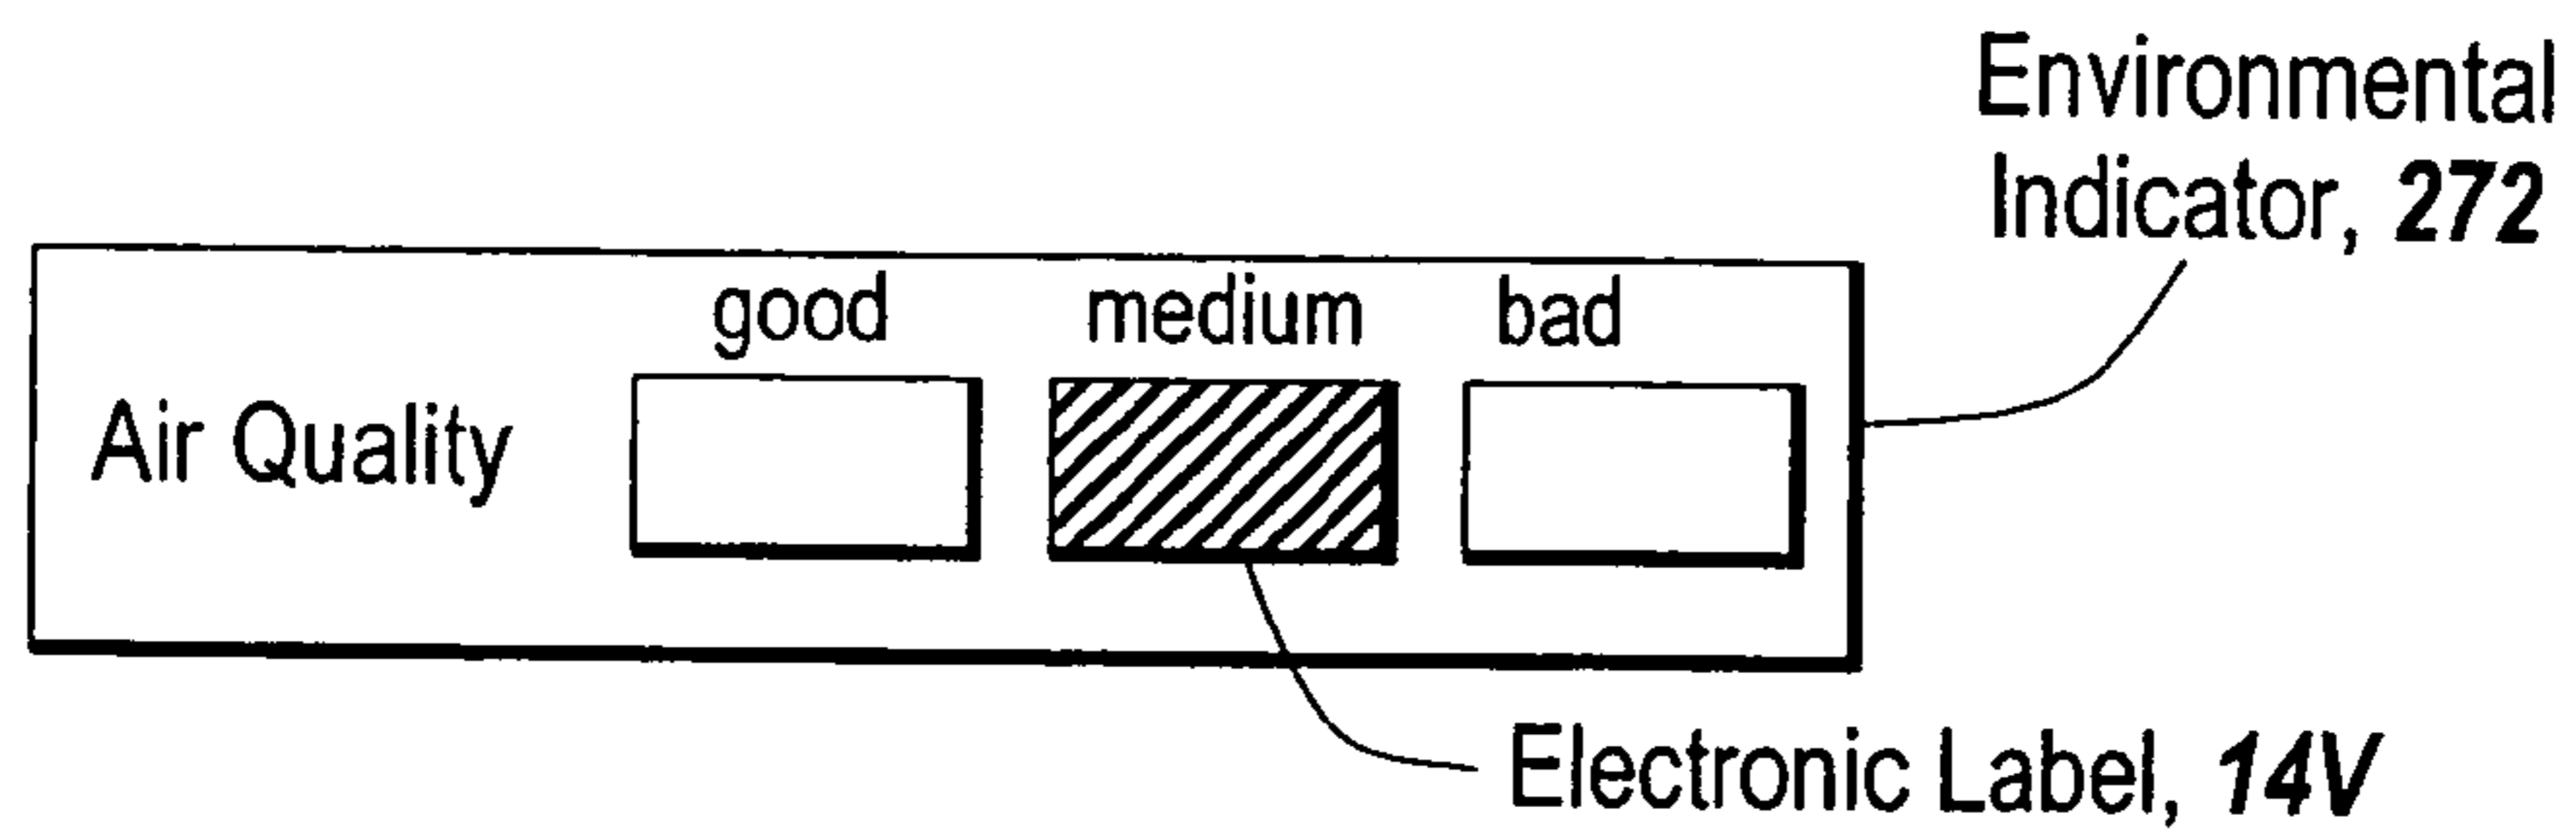 Environmental
Indicator, 272
good medium bad
Air Quality
Electronic Label, 14V